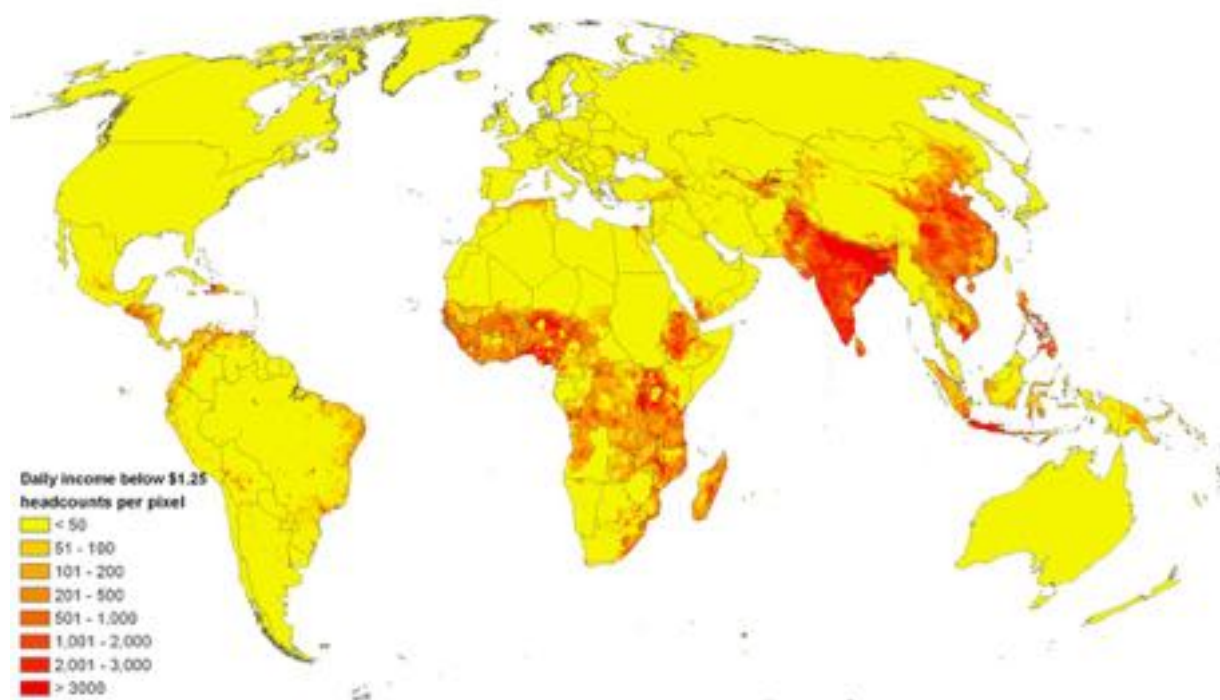 Daily income below $1.25
headcounts per pixel
< 50
51 - 100
101 - 200
201 - 500
501 - 1,000
1,001 - 2,000
2,001 - 3,000
> 3000